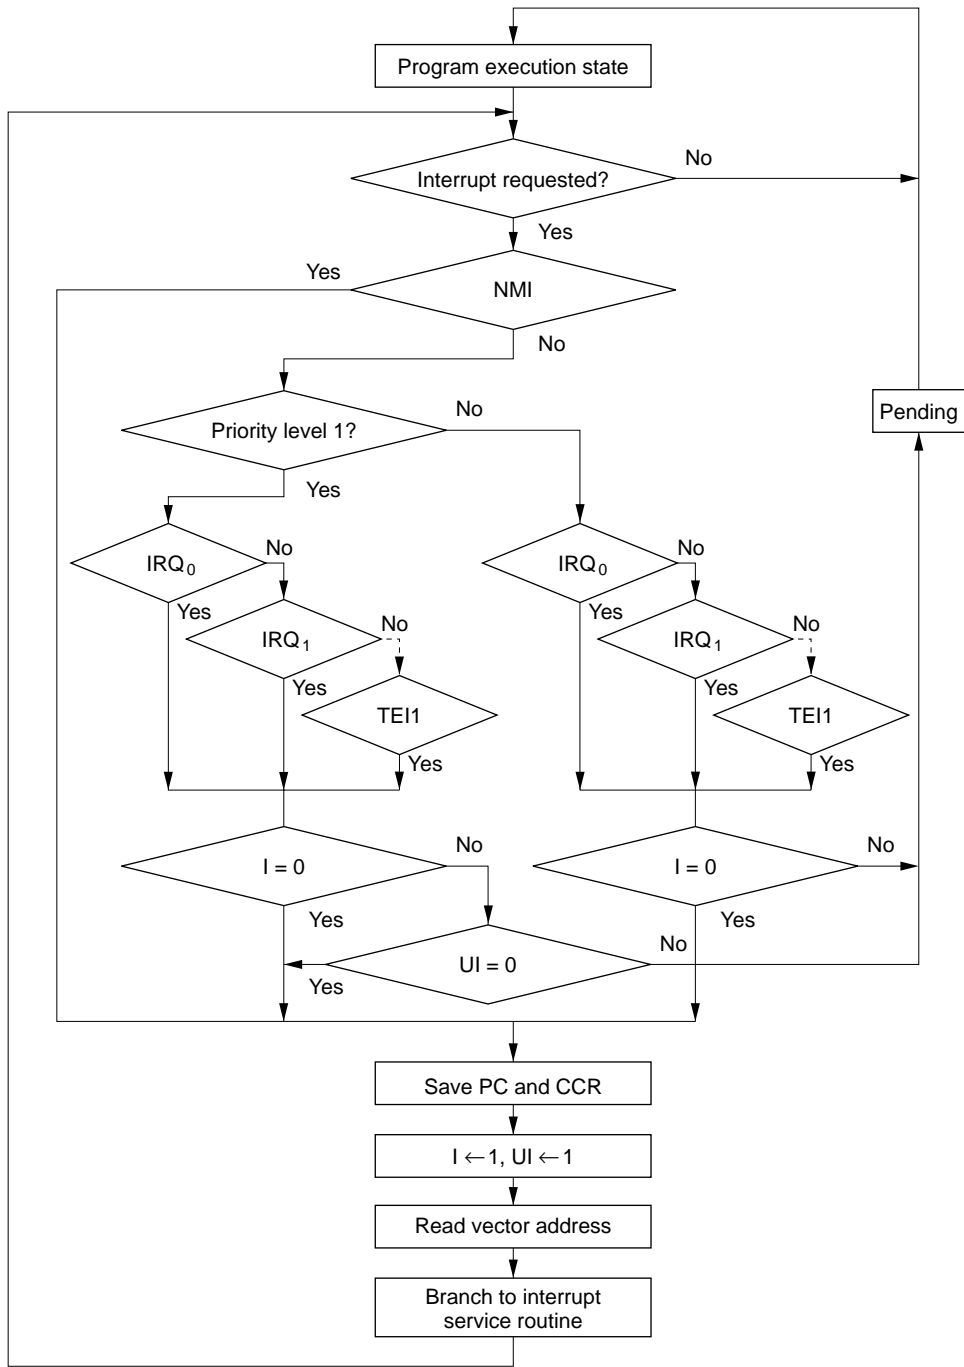 Program execution state
Interrupt requested?
No
Yes
Yes
NMI
No
Priority level 1?
No
Pending
Yes
IRQ0
No
IRQ0
No
Yes
Yes
IRQ1
No
IRQ1
No
Yes
Yes
TEI1
TEI1
Yes
Yes
I = 0
No
I = 0
No
Yes
Yes
UI = 0
No
Yes
Save PC and CCR
I ← 1, UI ← 1
Read vector address
Branch to interrupt
service routine